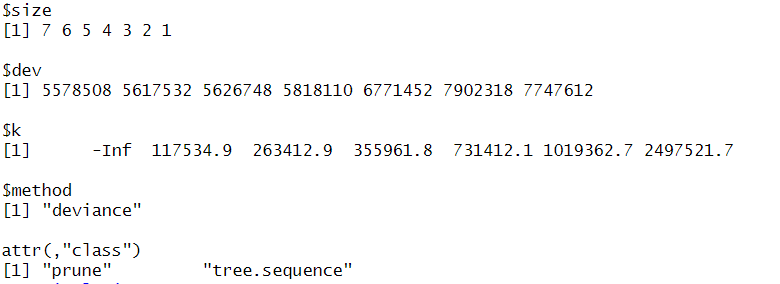 $size
[1] 7 6 5 4 3 2 1
$dev
[1] 5578508 5617532 5626748 5818110 6771452 7902318 7747612
$k
[1]      -Inf  117534.9  263412.9  355961.8  731412.1 1019362.7 2497521.7
$method
[1] "deviance"
attr(,"class")
[1] "prune"         "tree.sequence"